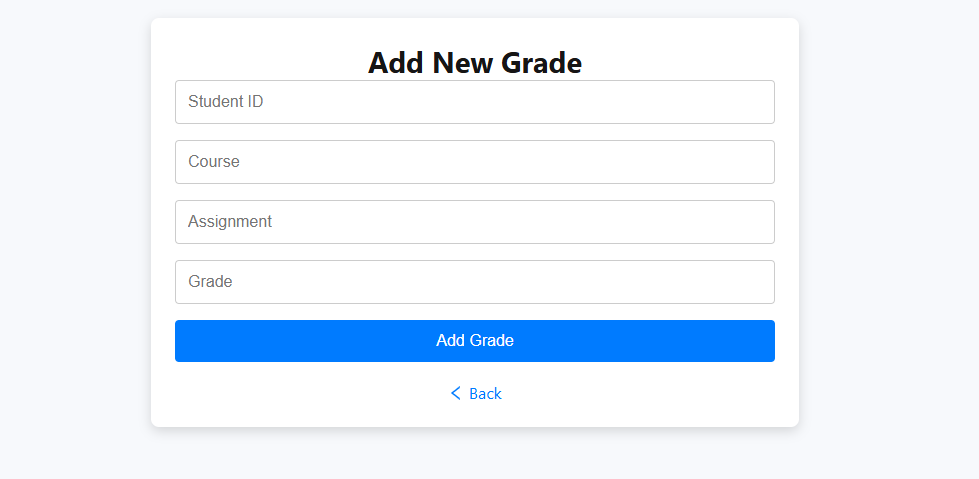 Add New Grade
Student ID
Course
Assignment
Grade
Add Grade
Back